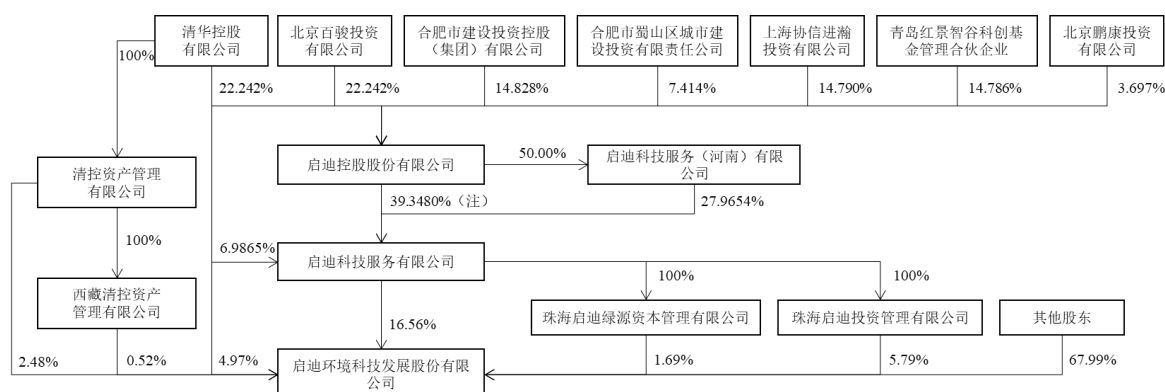 清华控股
有限公司
北京百骏投资
有限公司
合肥市建设投资控股
（集团）有限公司
合肥市蜀山区城市建
设投资有限责任公司
上海协信进瀚
投资有限公司
青岛红景智谷科创基
金管理合伙企业
北京鹏康投资
有限公司
100%
22.242%
22.242%
14.828%
7.414%
14.790%
14.786%
3.697%
清控资产管理
有限公司
启迪控股股份有限公司
50.00%
启迪科技服务（河南）有限
公司
39.3480%（注）
27.9654%
100%
6.9865%
启迪科技服务有限公司
100%
100%
西藏清控资产
管理有限公司
16.56%
珠海启迪绿源资本管理有限公司
珠海启迪投资管理有限公司
其他股东
2.48%
0.52%
4.97%
启迪环境科技发展股份有限
公司
1.69%
5.79%
67.99%